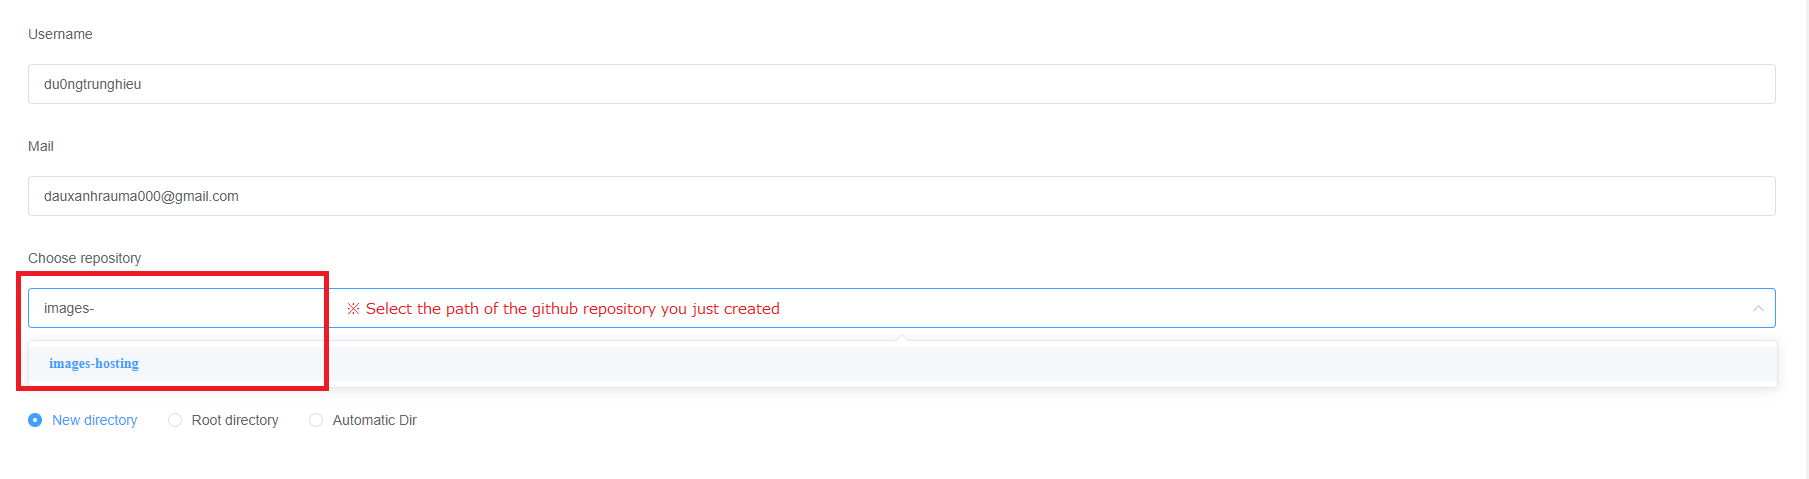 Username
du0ngtrunghieu
Mail
dauxanhrauma000@gmail.com
Choose repository
images- ※ Select the path of the github repository you just created
images-hosting
New directory Root directory Automatic Dir